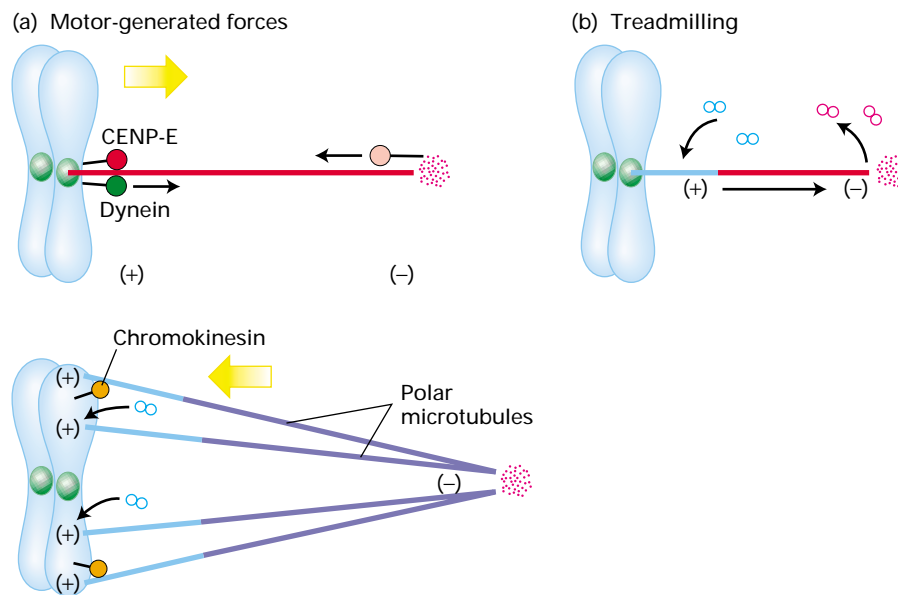 (a) Motor-generated forces
CENP-E
Dynein
(+) (–)
(b) Treadmilling
(+) (–)
Chromokinesin
(+)
Polar
microtubules
(+)
(–)
(+)
(+)